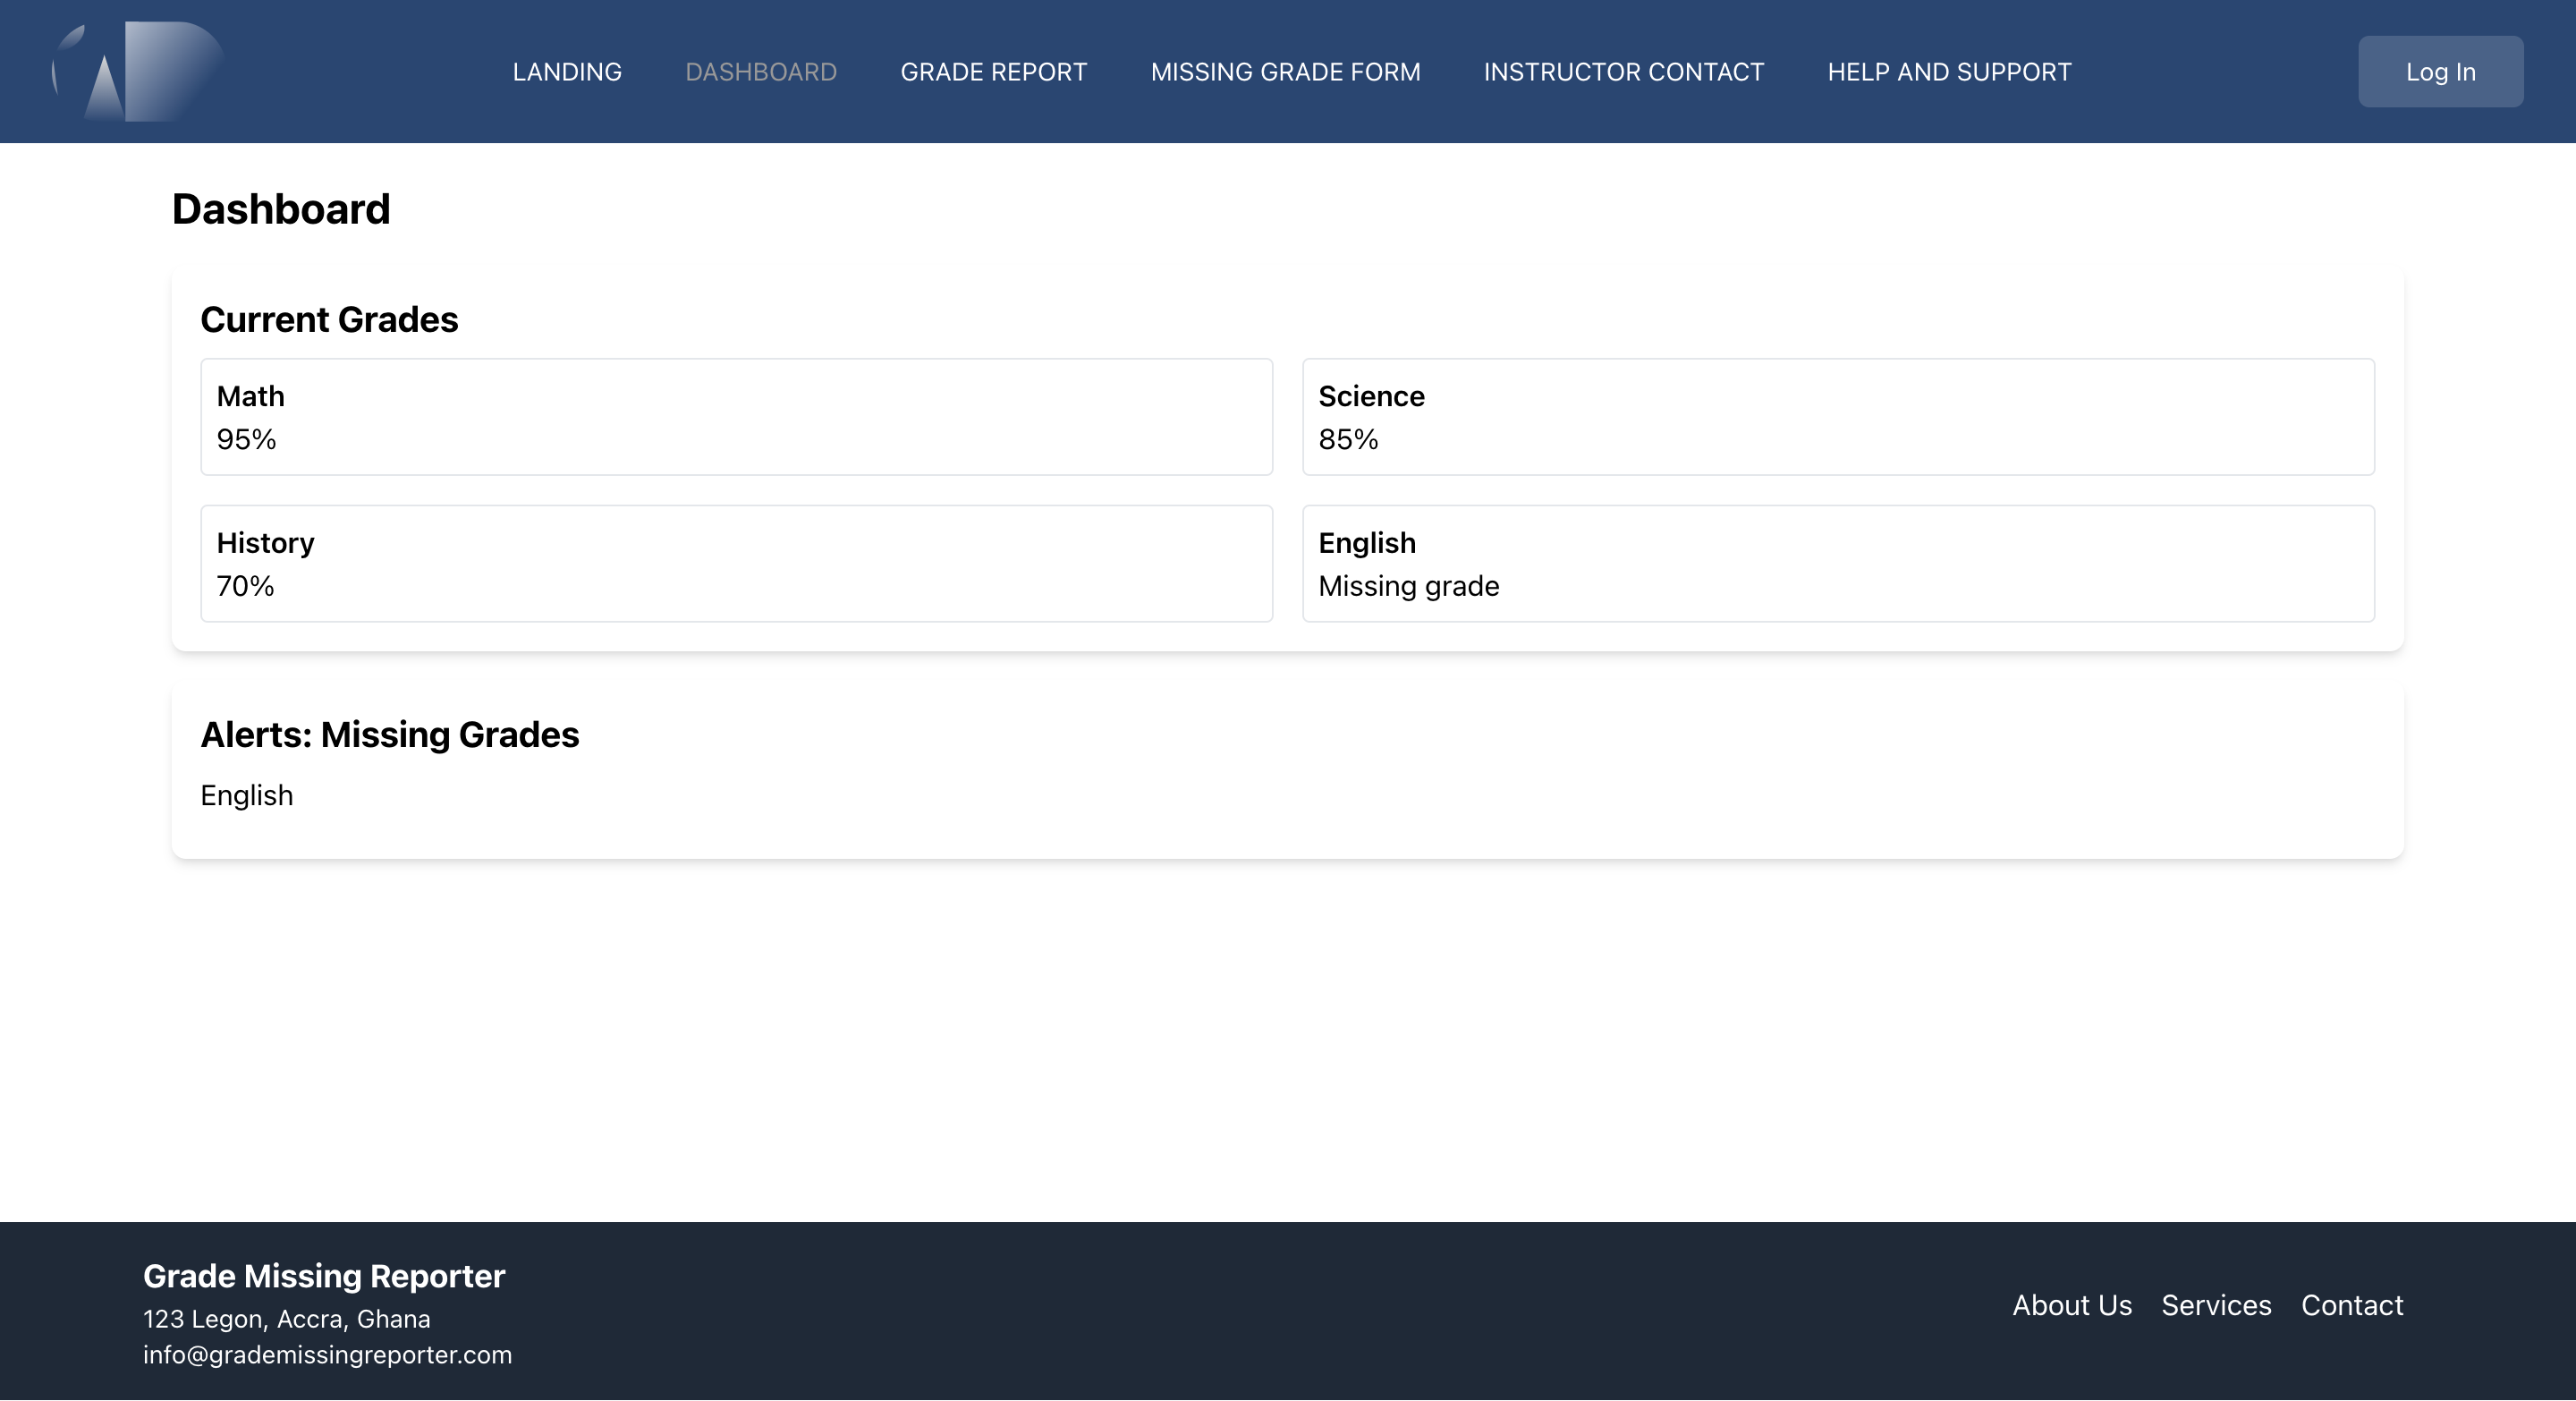 LANDING DASHBOARD GRADE REPORT MISSING GRADE FORM INSTRUCTOR CONTACT HELP AND SUPPORT Log In
Dashboard
Current Grades
Math
95%
Science
85%
History
70%
English
Missing grade
Alerts: Missing Grades
English
Grade Missing Reporter
123 Legon, Accra, Ghana
info@grademissingreporter.com
About Us Services Contact